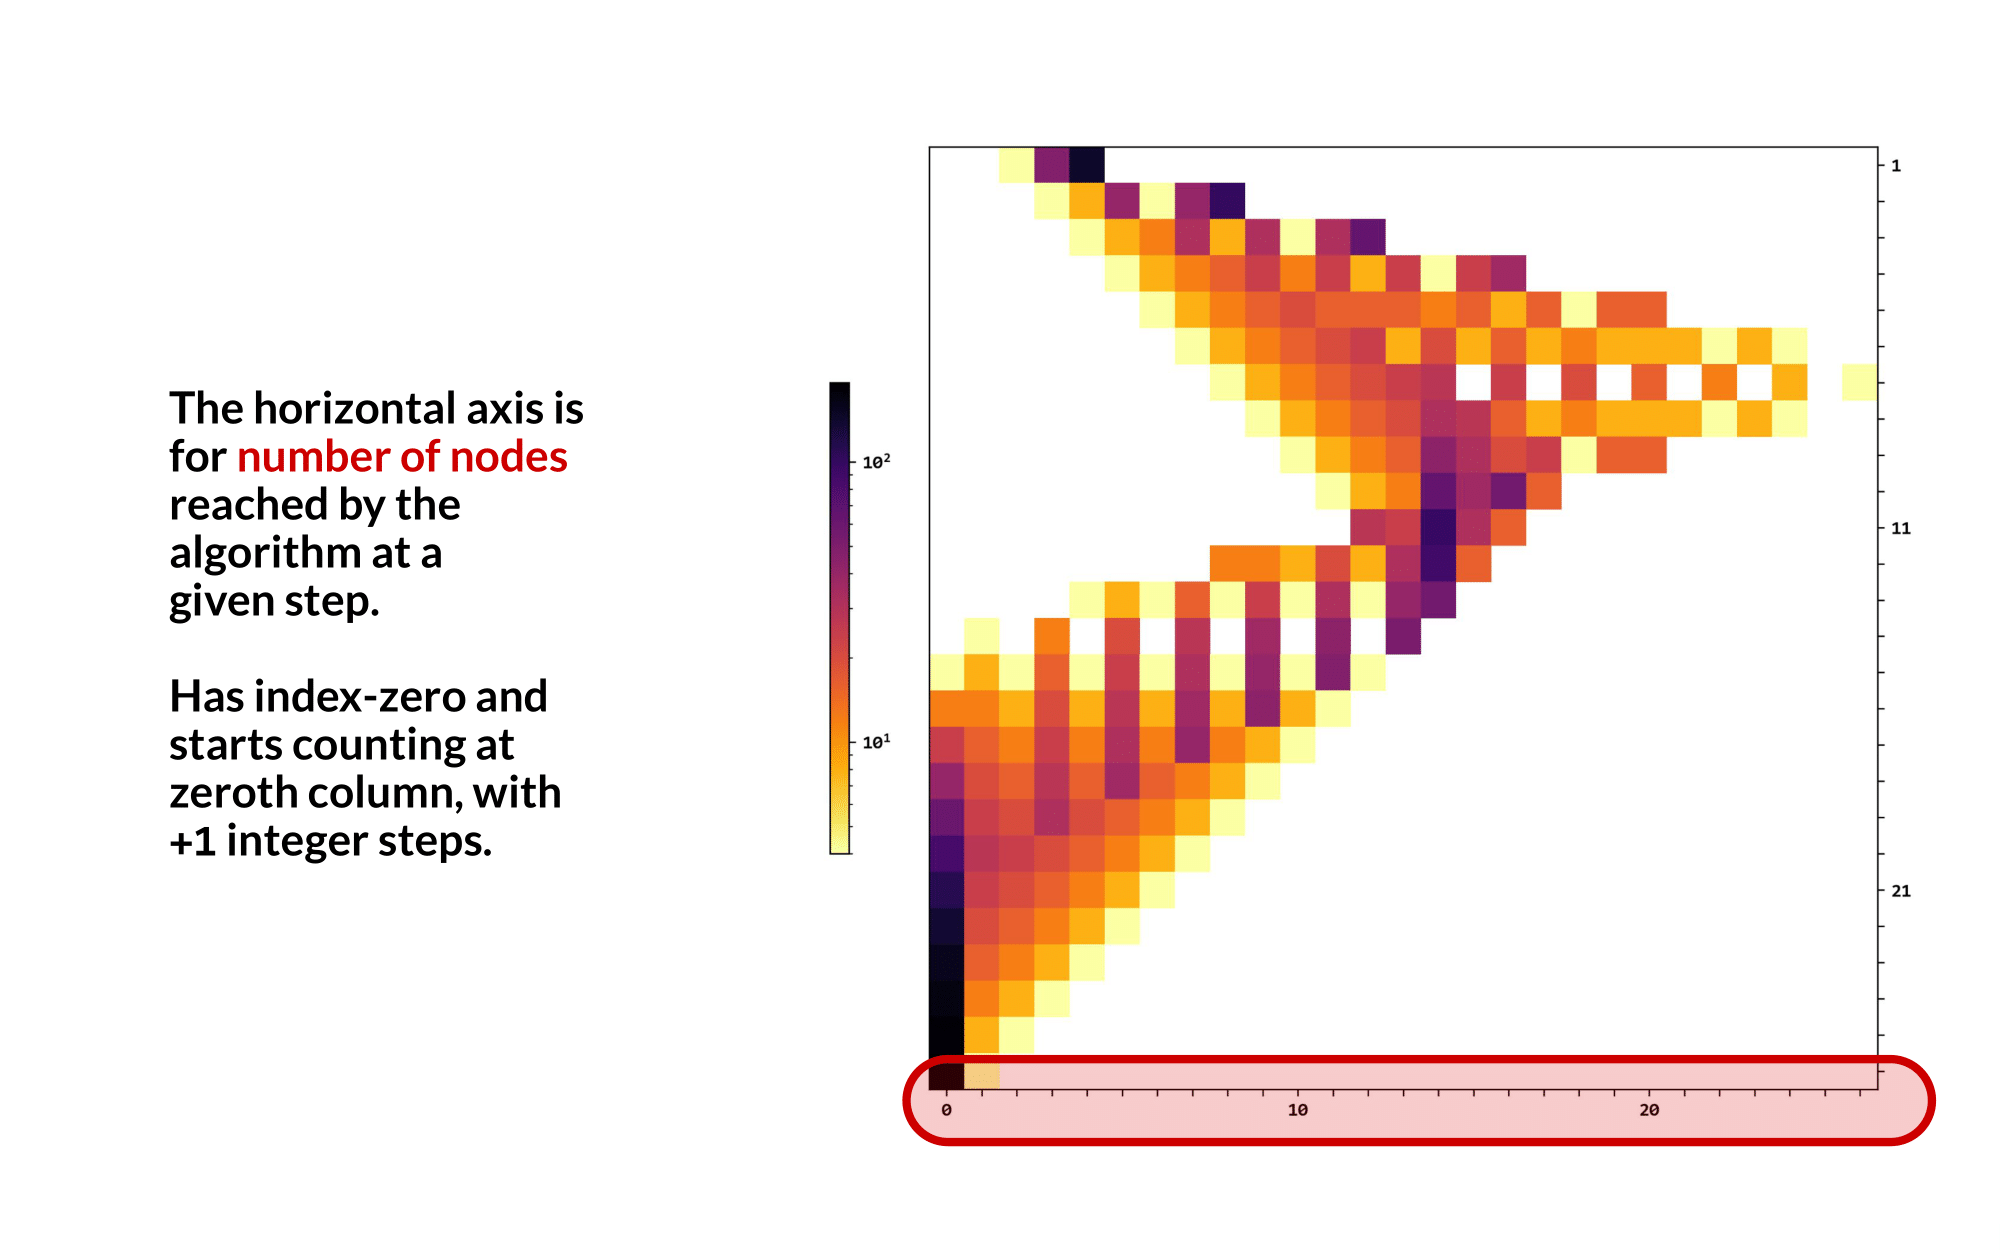 The horizontal axis is
for number of nodes
reached by the
algorithm at a
given step.
Has index-zero and
starts counting at
zeroth column, with
+1 integer steps.
10²
10¹
1
11
21
0
10
20